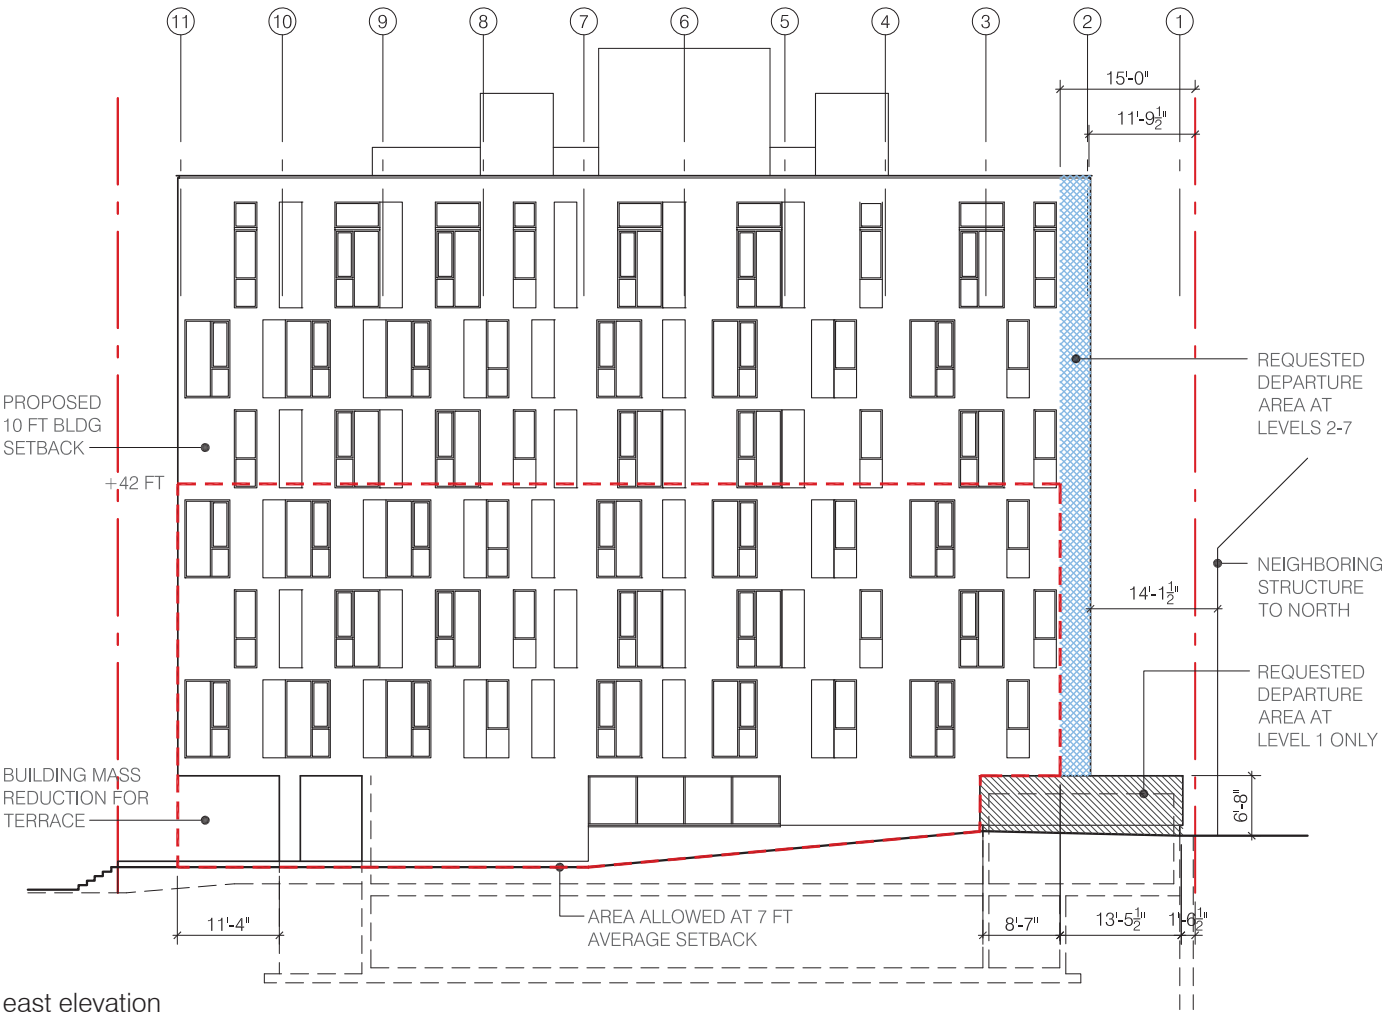 11 10 9 8 7 6 5 4 3 2 1
15'-0"
11'-9½"
REQUESTED
DEPARTURE
AREA AT
LEVELS 2-7
PROPOSED
10 FT BLDG
SETBACK
+42 FT
NEIGHBORING
STRUCTURE
TO NORTH
14'-1½"
REQUESTED
DEPARTURE
AREA AT
LEVEL 1 ONLY
BUILDING MASS
REDUCTION FOR
TERRACE
6'-8"
11'-4"
AREA ALLOWED AT 7 FT
AVERAGE SETBACK
8'-7"
13'-5½"
1'-6½"
east elevation